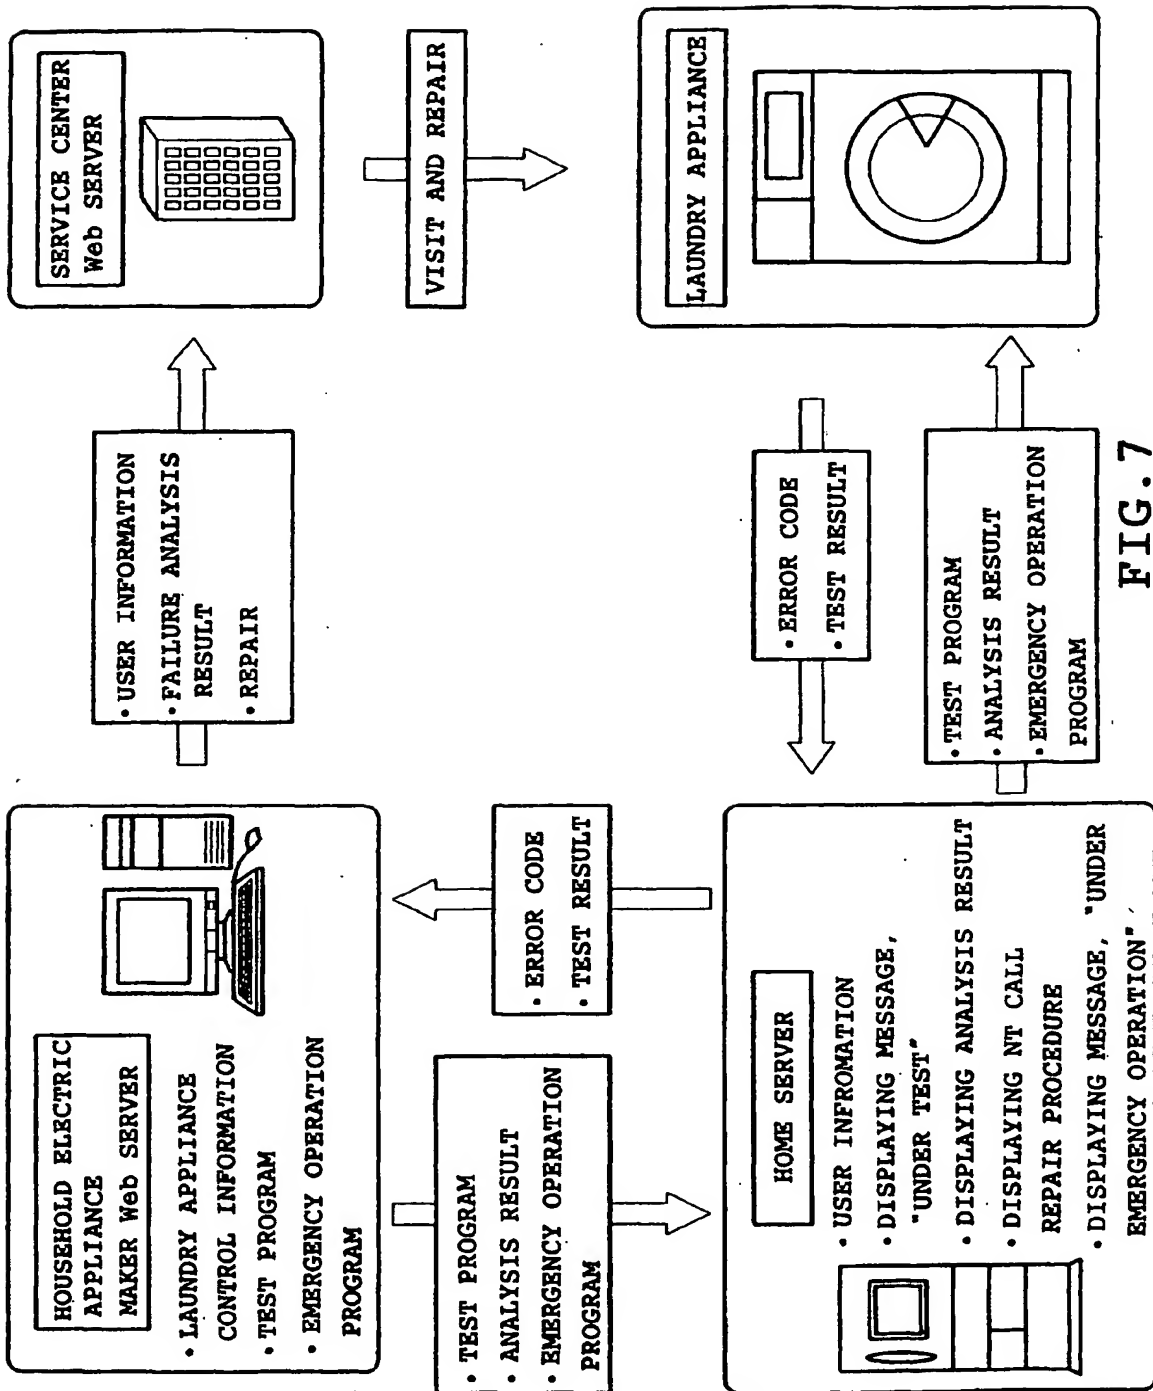 HOUSEHOLD ELECTRIC
APPLIANCE
MAKER Web SERVER
• LAUNDRY APPLIANCE
CONTROL INFORMATION
• TEST PROGRAM
• EMERGENCY OPERATION
PROGRAM
• USER INFORMATION
• FAILURE ANALYSIS
RESULT
• REPAIR
SERVICE CENTER
Web SERVER
• TEST PROGRAM
• ANALYSIS RESULT
• EMERGENCY OPERATION
PROGRAM
• ERROR CODE
• TEST RESULT
VISIT AND REPAIR
HOME SERVER
• USER INFROMATION
• DISPLAYING MESSAGE,
"UNDER TEST"
• DISPLAYING ANALYSIS RESULT
• DISPLAYING NT CALL
REPAIR PROCEDURE
• DISPLAYING MESSAGE, "UNDER
EMERGENCY OPERATION"
• ERROR CODE
• TEST RESULT
• TEST PROGRAM
• ANALYSIS RESULT
• EMERGENCY OPERATION
PROGRAM
LAUNDRY APPLIANCE
FIG.7